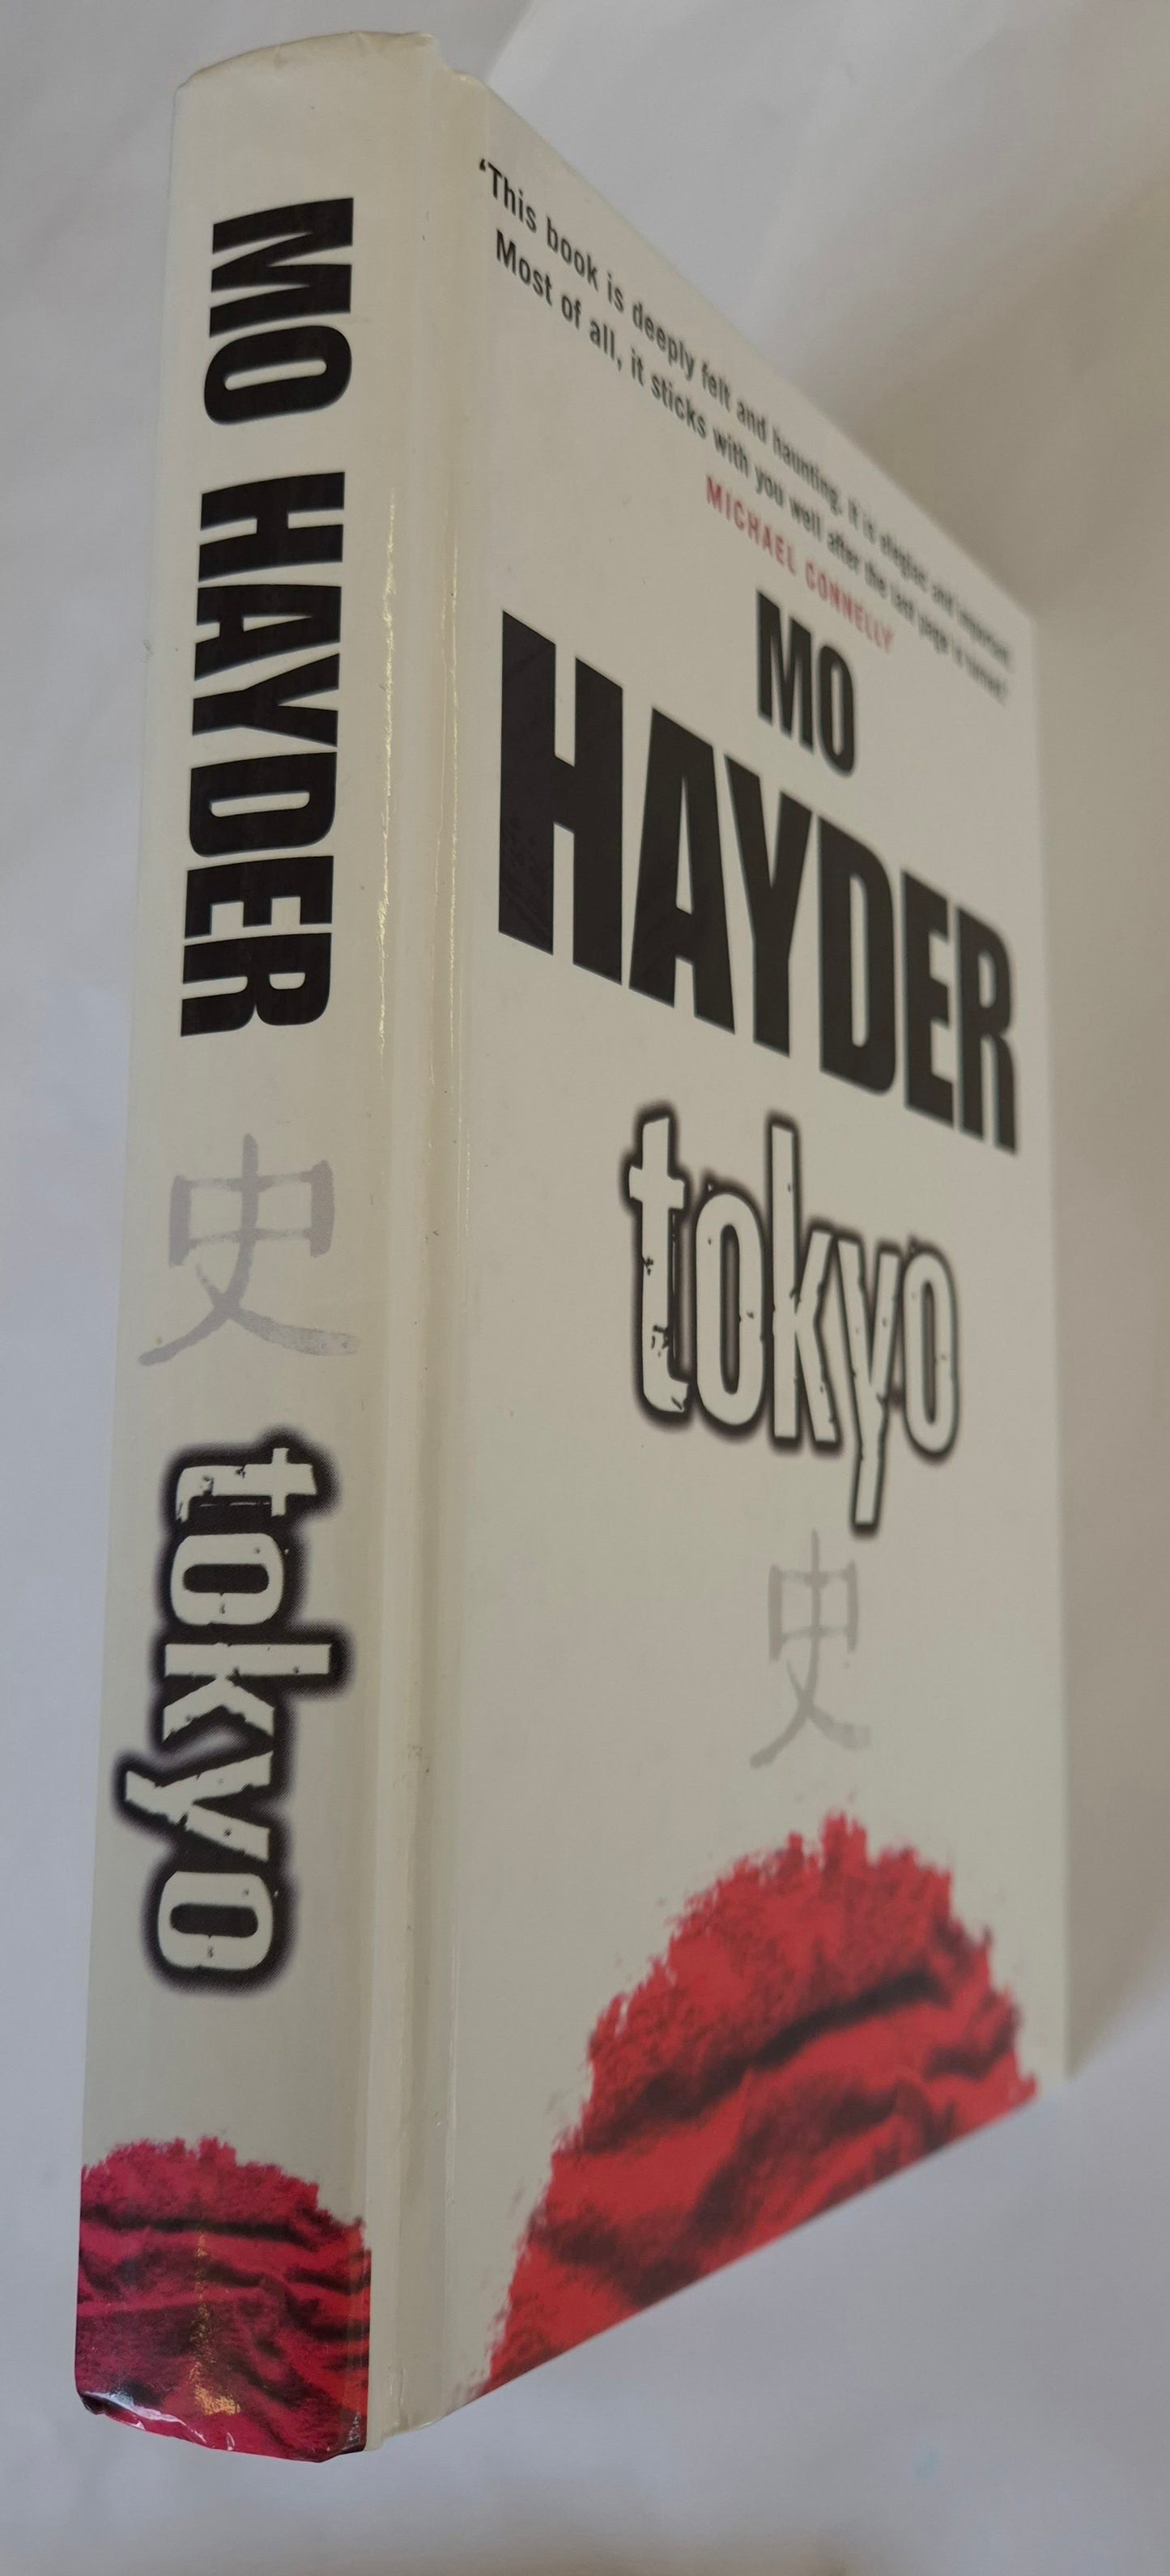 MO HAYDER 史 tokyo
‘This book is deeply felt and haunting. It is elegiac and important.
Most of all, it sticks with you well after the last page is turned’
MICHAEL CONNELLY
MO
HAYDER
tokyo
史